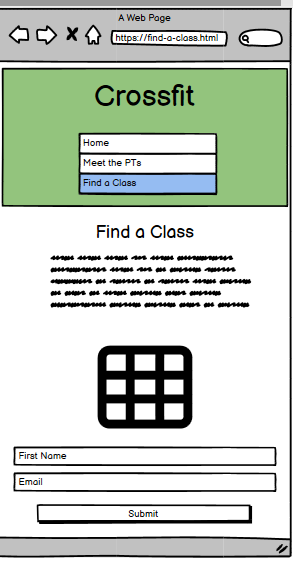 A Web Page
https://find-a-class.html
Crossfit
Home
Meet the PTs
Find a Class
Find a Class
First Name
Email
Submit